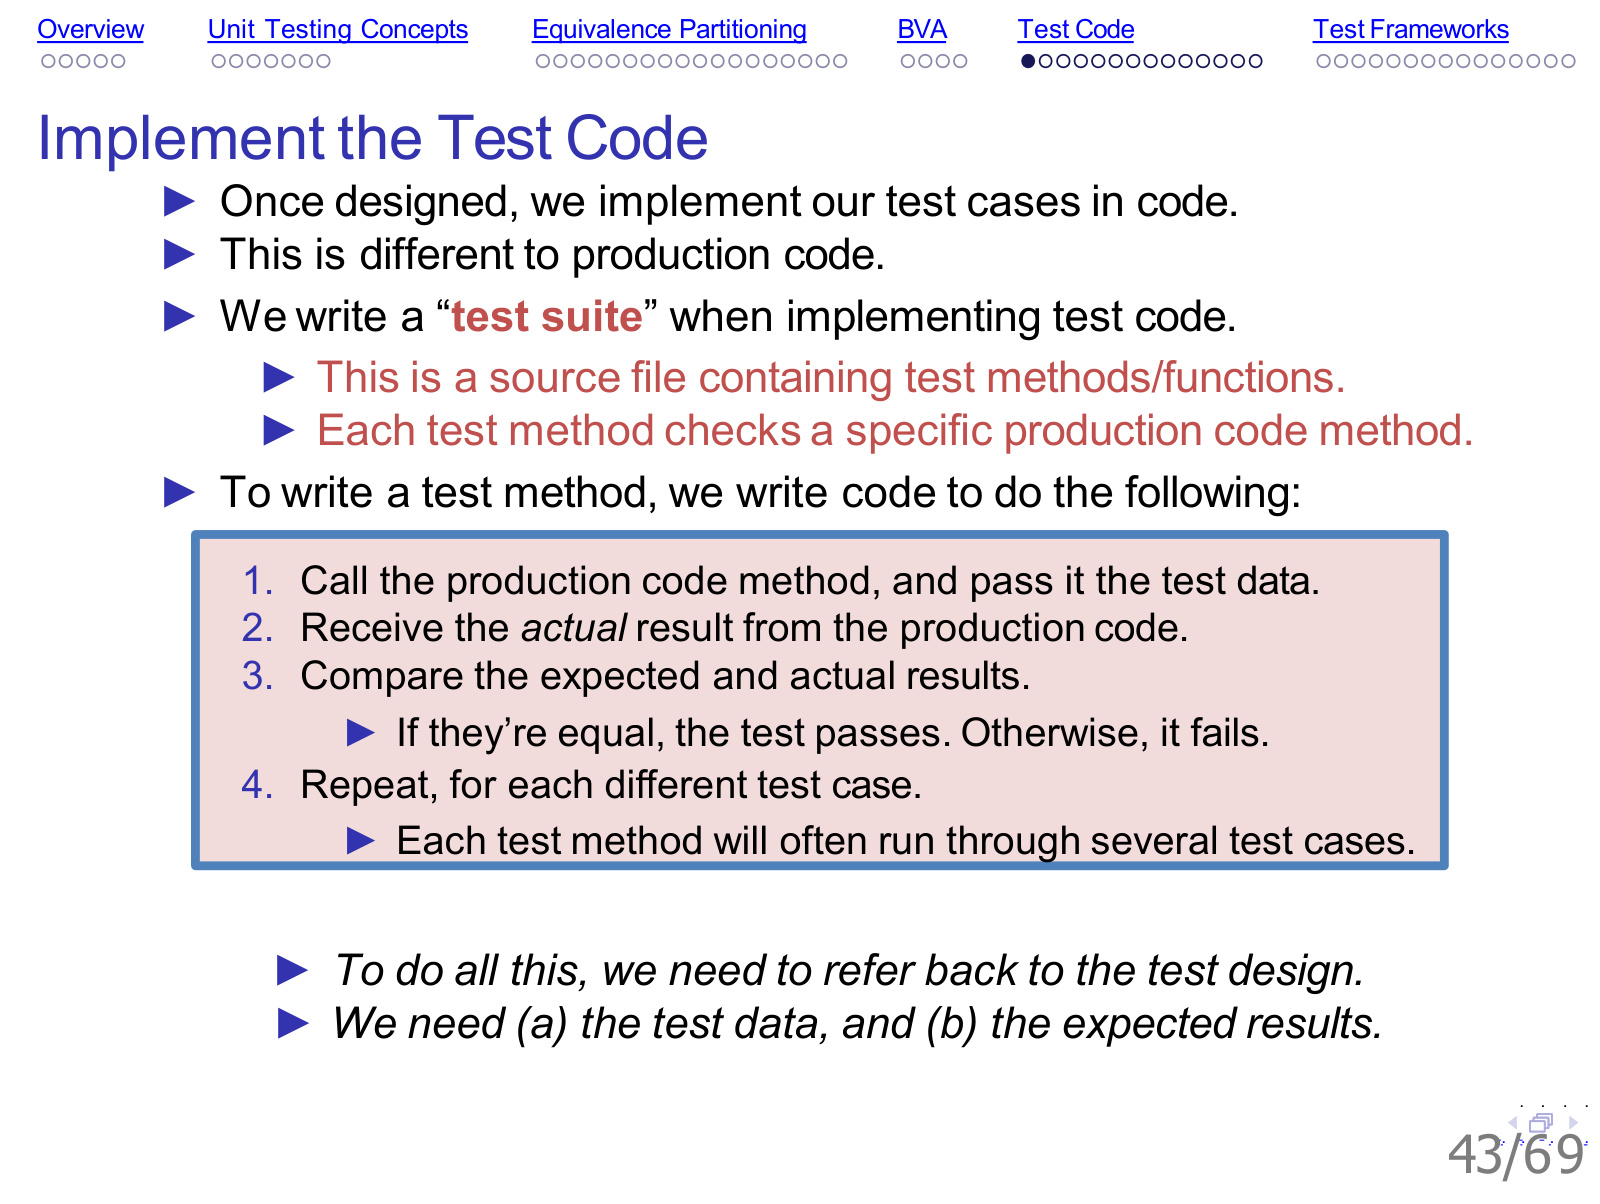 Overview Unit Testing Concepts Equivalence Partitioning BVA Test Code Test Frameworks
Implement the Test Code
Once designed, we implement our test cases in code.
This is different to production code.
We write a “test suite” when implementing test code.
This is a source file containing test methods/functions.
Each test method checks a specific production code method.
To write a test method, we write code to do the following:
1. Call the production code method, and pass it the test data.
2. Receive the actual result from the production code.
3. Compare the expected and actual results.
If they’re equal, the test passes. Otherwise, it fails.
4. Repeat, for each different test case.
Each test method will often run through several test cases.
To do all this, we need to refer back to the test design.
We need (a) the test data, and (b) the expected results.
43/69